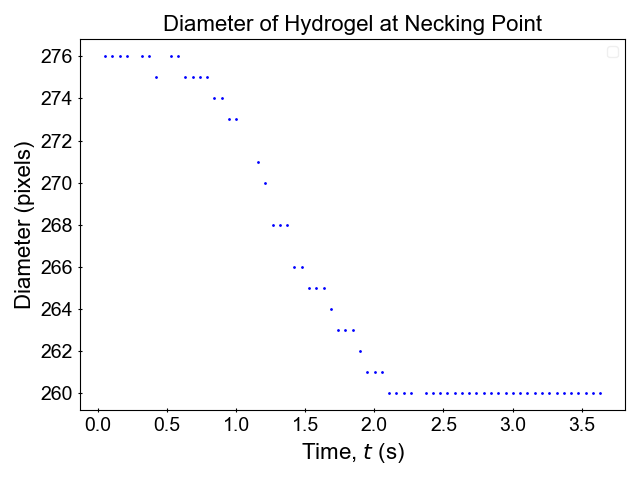 Diameter of Hydrogel at Necking Point
Diameter (pixels)
276
274
272
270
268
266
264
262
260
0.0 0.5 1.0 1.5 2.0 2.5 3.0 3.5
Time, t (s)